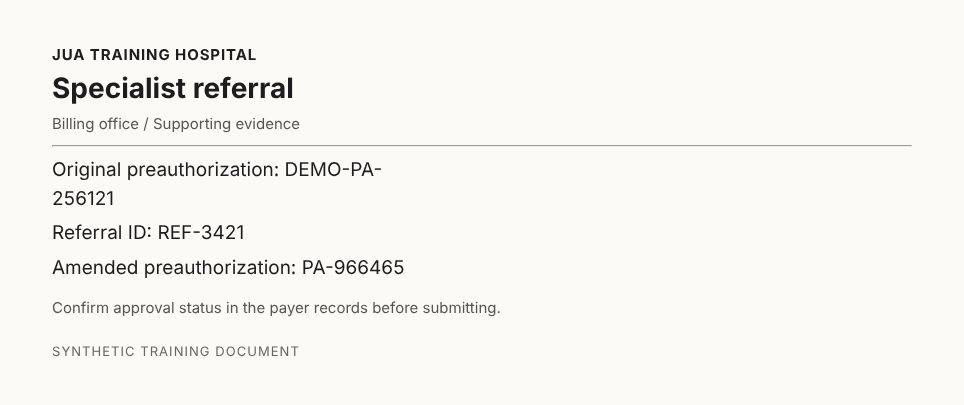 JUA TRAINING HOSPITAL
Specialist referral
Billing office / Supporting evidence
Original preauthorization: DEMO-PA-
256121
Referral ID: REF-3421
Amended preauthorization: PA-966465
Confirm approval status in the payer records before submitting.
SYNTHETIC TRAINING DOCUMENT